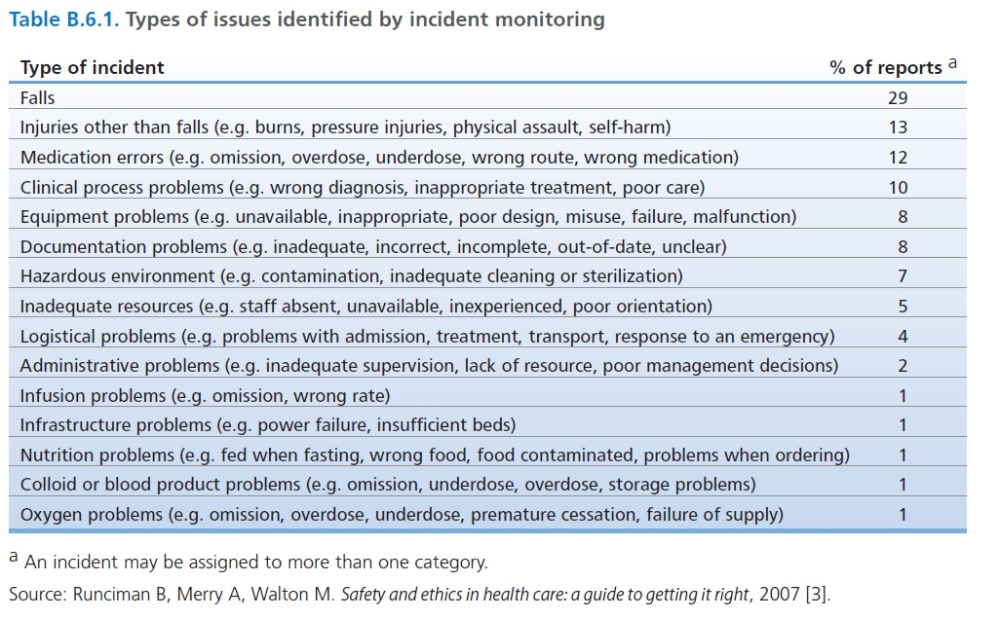 Table B.6.1. Types of issues identified by incident monitoring
Type of incident % of reports a
Falls 29
Injuries other than falls (e.g. burns, pressure injuries, physical assault, self-harm) 13
Medication errors (e.g. omission, overdose, underdose, wrong route, wrong medication) 12
Clinical process problems (e.g. wrong diagnosis, inappropriate treatment, poor care) 10
Equipment problems (e.g. unavailable, inappropriate, poor design, misuse, failure, malfunction) 8
Documentation problems (e.g. inadequate, incorrect, incomplete, out-of-date, unclear) 8
Hazardous environment (e.g. contamination, inadequate cleaning or sterilization) 7
Inadequate resources (e.g. staff absent, unavailable, inexperienced, poor orientation) 5
Logistical problems (e.g. problems with admission, treatment, transport, response to an emergency) 4
Administrative problems (e.g. inadequate supervision, lack of resource, poor management decisions) 2
Infusion problems (e.g. omission, wrong rate) 1
Infrastructure problems (e.g. power failure, insufficient beds) 1
Nutrition problems (e.g. fed when fasting, wrong food, food contaminated, problems when ordering) 1
Colloid or blood product problems (e.g. omission, underdose, overdose, storage problems) 1
Oxygen problems (e.g. omission, overdose, underdose, premature cessation, failure of supply) 1
a An incident may be assigned to more than one category.
Source: Runciman B, Merry A, Walton M. Safety and ethics in health care: a guide to getting it right, 2007 [3].